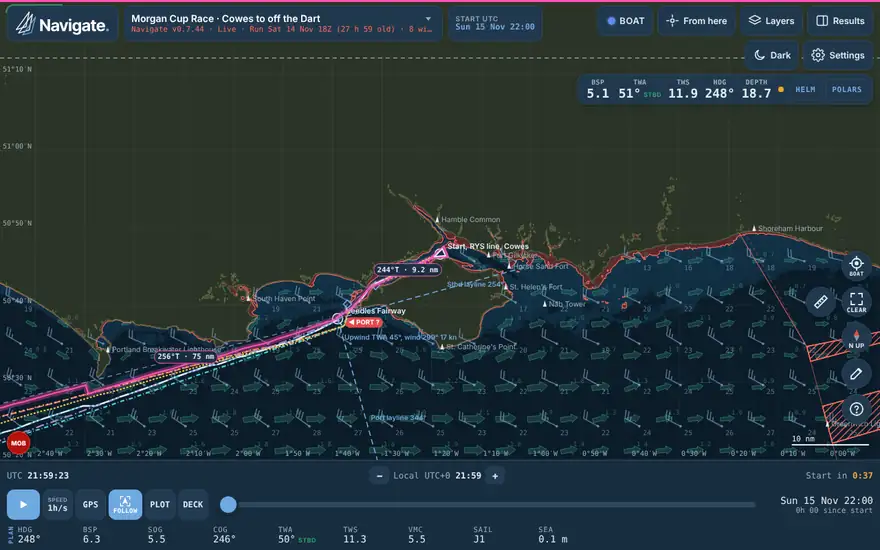 Navigate.
Morgan Cup Race · Cowes to off the Dart
Navigate v0.7.44 · Live · Run Sat 14 Nov 18Z (27 h 59 old) · 8 wi…
START UTC
Sun 15 Nov 22:00
BOAT
From here
Layers
Results
Dark
Settings
BSP TWA TWS HDG DEPTH
5.1 51° STBD 11.9 248° 18.7
HELM POLARS
51°10'N
51°00'N
50°50'N
50°40'N
50°30'N
Hamble Common
Start, RYS line, Cowes
Shoreham Harbour
Horse Sand Fort
244°T · 9.2 nm
St. Helen's Fort
South Haven Point
Nab Tower
Needles Fairway
PORT ?
Upwind TWA 45°, wind 299° 17 kn
St. Catherine's Point
Portland Breakwater Lighthouse
256°T · 75 nm
Port layline 344°
BOAT
CLEAR
N UP
MOB
10 nm
2°40'W 2°30'W 2°20'W 2°10'W 2°00'W 1°50'W 1°40'W 1°30'W 1°20'W 1°10'W 1°00'W 0°50'W 0°40'W 0°30'W 0°20'W 0°10'W 0°00'W
UTC 21:59:23
− Local UTC+0 21:59 +
Start in 0:37
SPEED
1h/s
GPS
FOLLOW
PLOT
DECK
Sun 15 Nov 22:00
0h 00 since start
PLAN
HDG BSP SOG COG TWA TWS VMC SAIL SEA
248° 6.3 5.5 246° 50° STBD 11.3 5.5 J1 0.1 m